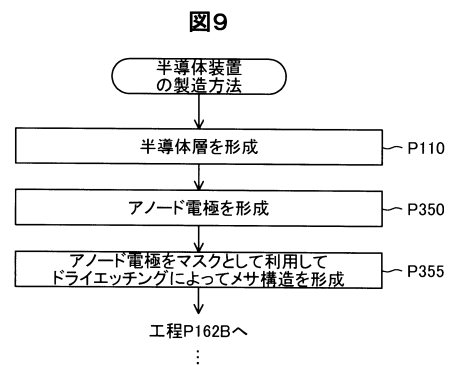 図9
半導体装置
の製造方法
半導体層を形成
P110
アノード電極を形成
P350
アノード電極をマスクとして利用して
ドライエッチングによってメサ構造を形成
P355
工程P162Bへ
⋮